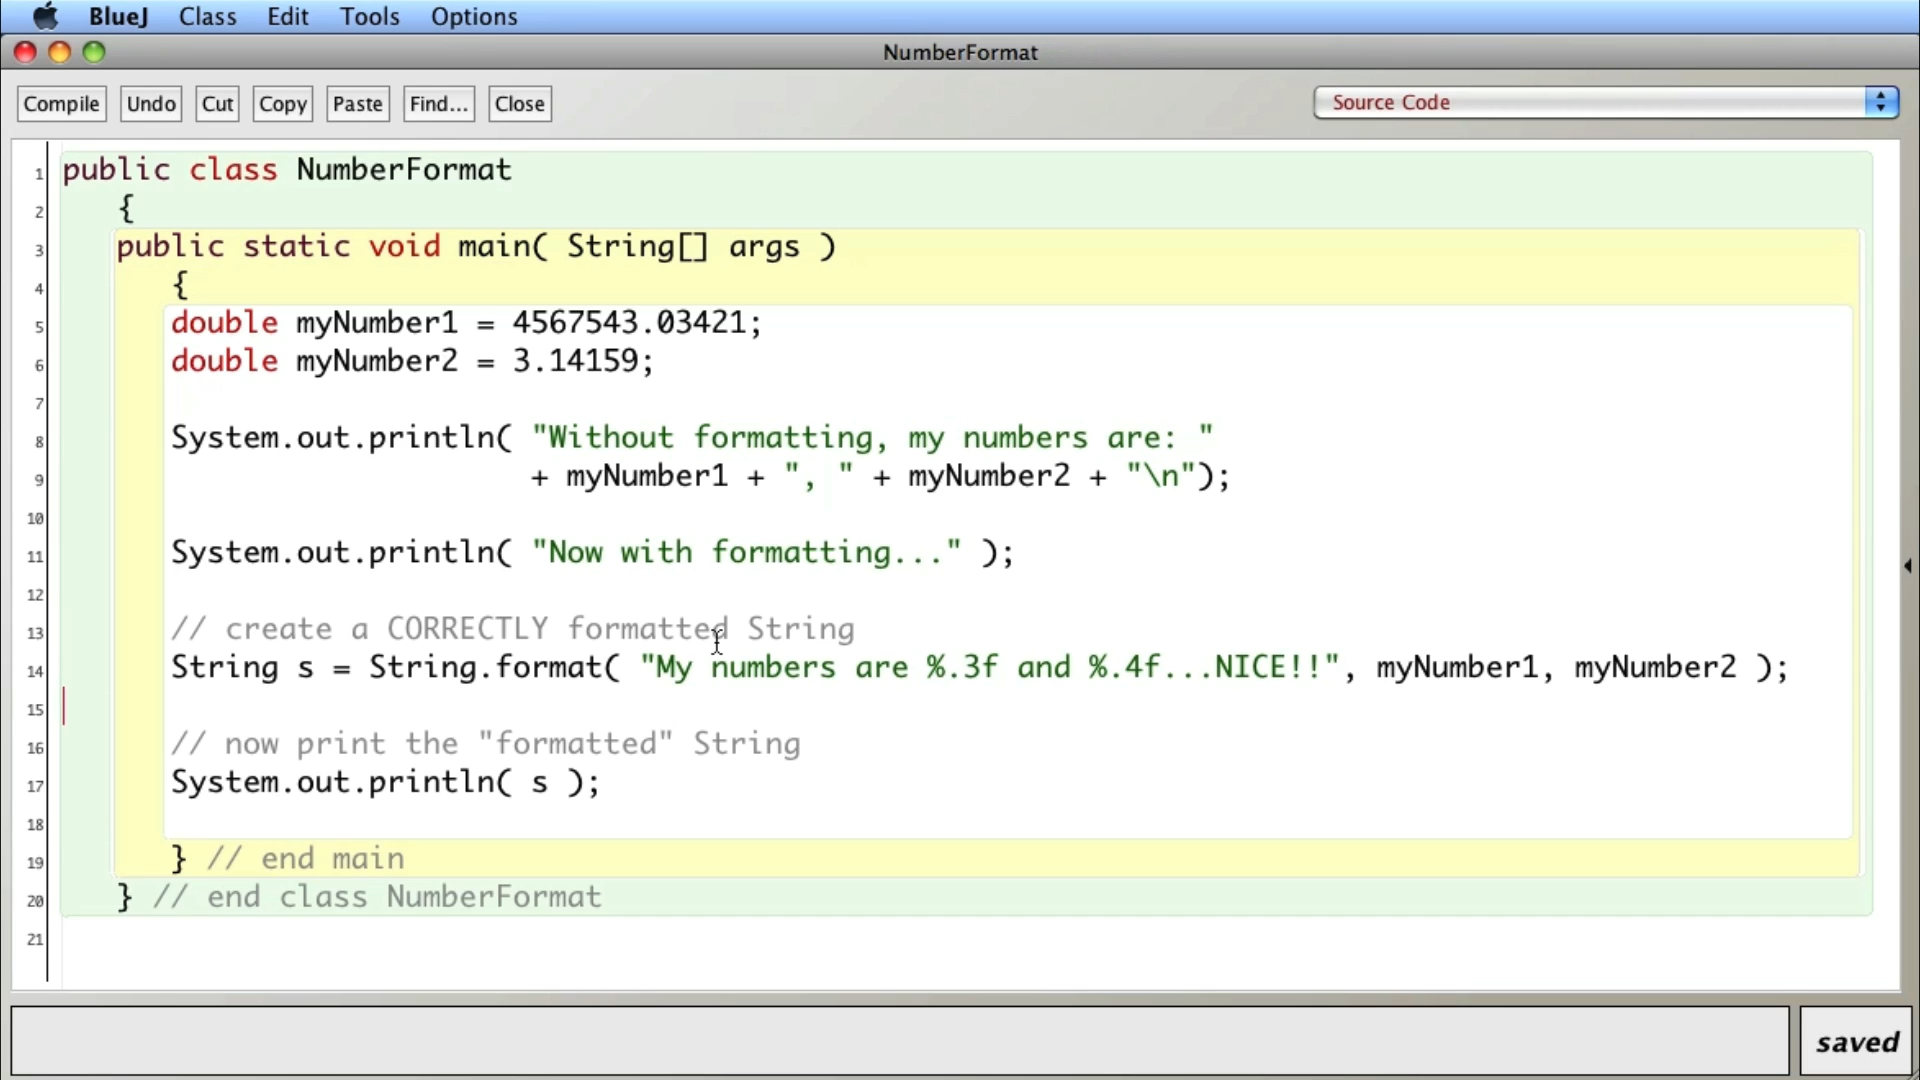 BlueJ Class Edit Tools Options
NumberFormat
Compile Undo Cut Copy Paste Find... Close Source Code
1 public class NumberFormat
2 {
3 public static void main( String[] args )
4 {
5 double myNumber1 = 4567543.03421;
6 double myNumber2 = 3.14159;
7
8 System.out.println( "Without formatting, my numbers are: "
9 + myNumber1 + ", " + myNumber2 + "\n");
10
11 System.out.println( "Now with formatting..." );
12
13 // create a CORRECTLY formatted String
14 String s = String.format( "My numbers are %.3f and %.4f...NICE!!", myNumber1, myNumber2 );
15
16 // now print the "formatted" String
17 System.out.println( s );
18
19 } // end main
20 } // end class NumberFormat
21
saved